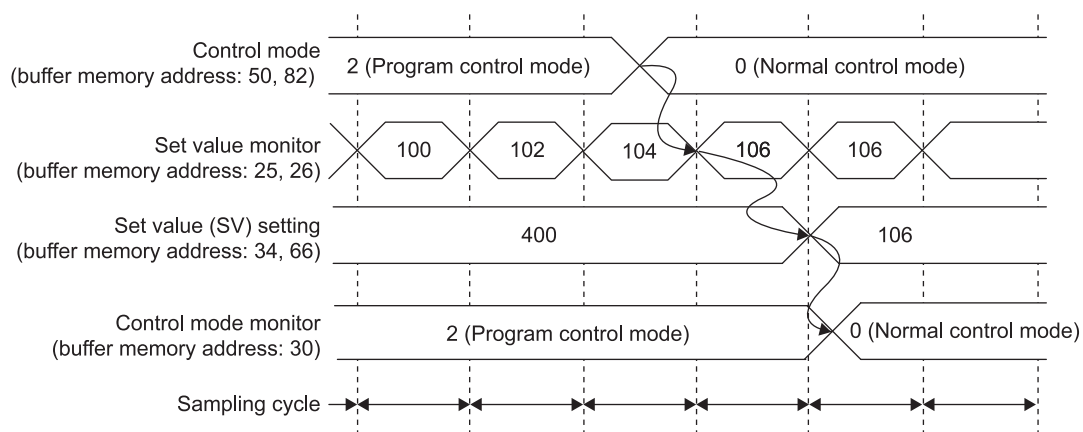 Control mode
(buffer memory address: 50, 82)
2 (Program control mode)
0 (Normal control mode)
Set value monitor
(buffer memory address: 25, 26)
100
102
104
106
106
Set value (SV) setting
(buffer memory address: 34, 66)
400
106
Control mode monitor
(buffer memory address: 30)
2 (Program control mode)
0 (Normal control mode)
Sampling cycle